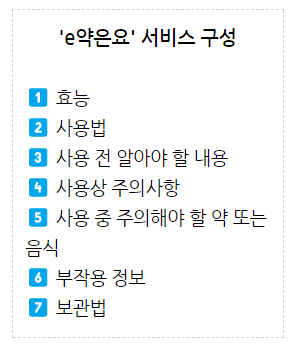 'e약은요' 서비스 구성
1 효능
2 사용법
3 사용 전 알아야 할 내용
4 사용상 주의사항
5 사용 중 주의해야 할 약 또는
음식
6 부작용 정보
7 보관법